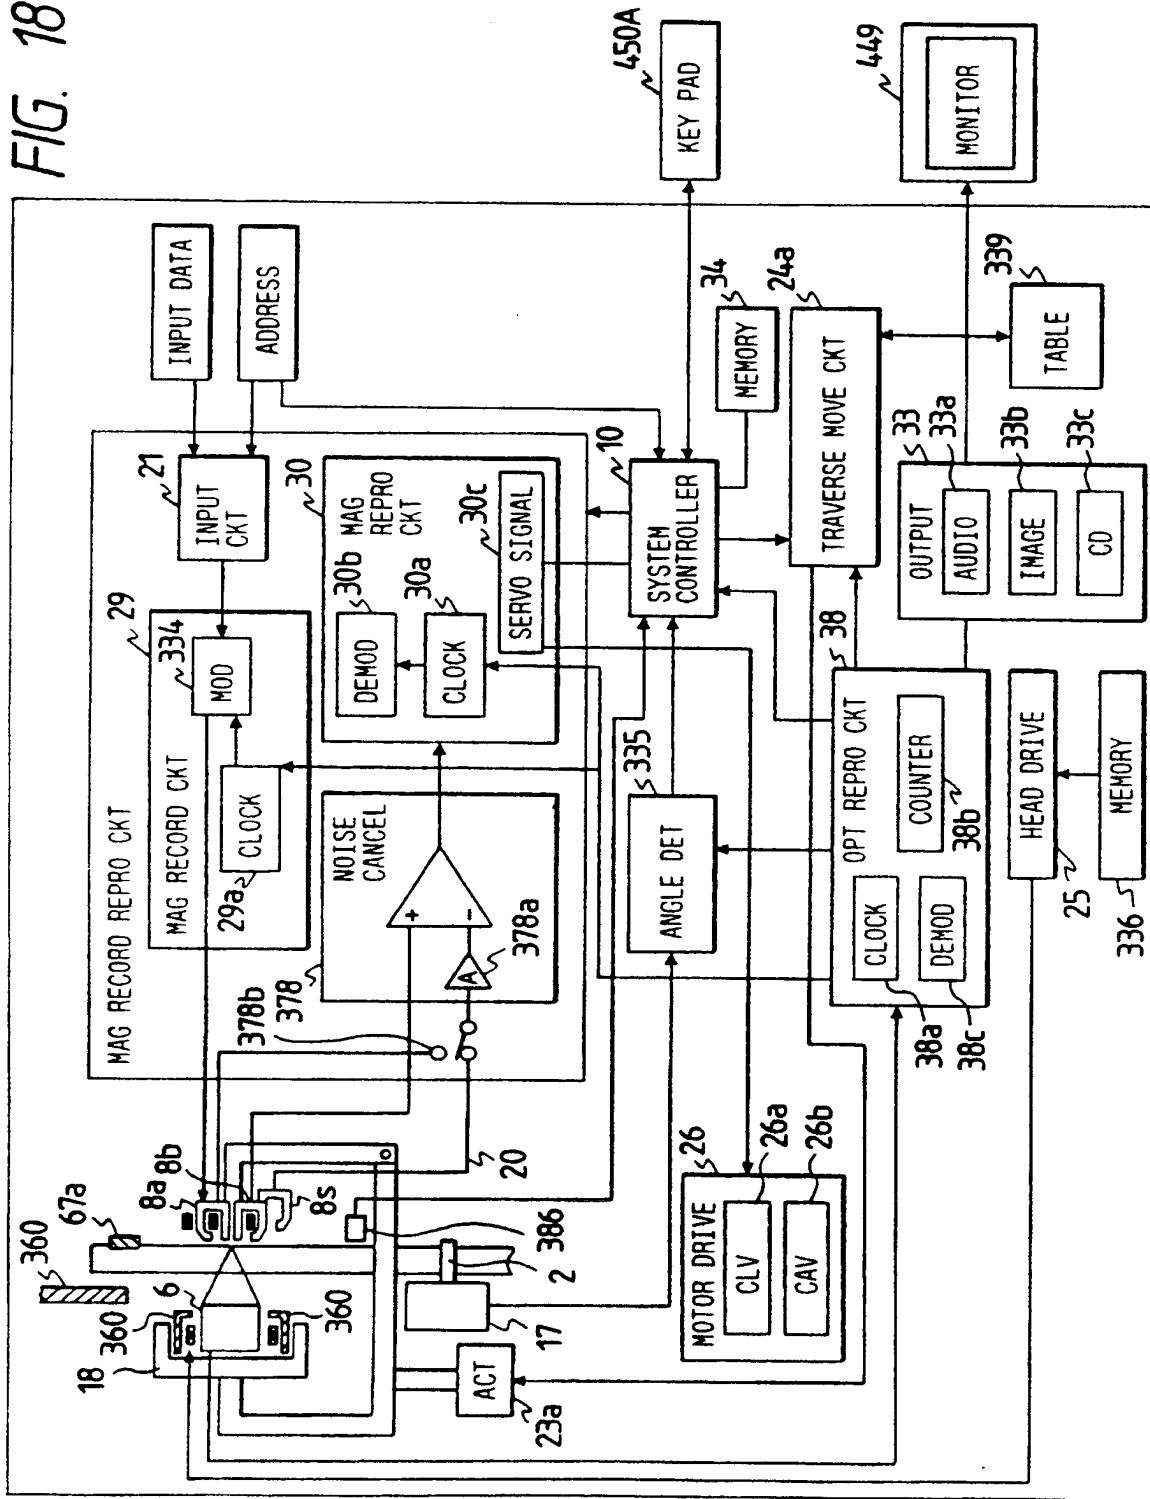 FIG. 18
INPUT DATA
ADDRESS
KEY PAD
450A
449
MONITOR
MAG RECORD REPRO CKT
29
MAG RECORD CKT
334
MOD
CLOCK
29a
21
INPUT
CKT
30
MAG
REPRO
CKT
30b
DEMOD
30a
CLOCK
30c
SERVO SIGNAL
NOISE
CANCEL
+
−
A
378a
378
378b
10
SYSTEM
CONTROLLER
34
MEMORY
24a
TRAVERSE MOVE CKT
339
TABLE
335
ANGLE DET
38
OPT REPRO CKT
CLOCK
38a
COUNTER
38b
DEMOD
38c
33
OUTPUT
33a
AUDIO
33b
IMAGE
33c
CD
HEAD DRIVE
25
MEMORY
336
360
67a
8a
8b
8s
20
6
360
360
18
386
2
17
ACT
23a
26
MOTOR DRIVE
26a
CLV
26b
CAV